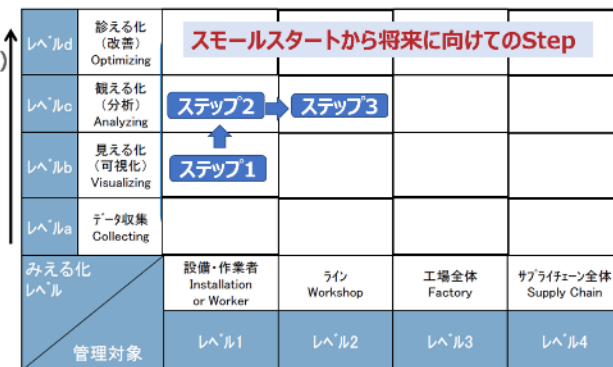 スモールスタートから将来に向けてのStep
)
レベルd
診える化
(改善)
Optimizing
レベルc
観える化
(分析)
Analyzing
ステップ2
ステップ3
レベルb
見える化
(可視化)
Visualizing
ステップ1
レベルa
データ収集
Collecting
みえる化
レベル
管理対象
設備・作業者
Installation
or Worker
ライン
Workshop
工場全体
Factory
サプライチェーン全体
Supply Chain
レベル1
レベル2
レベル3
レベル4